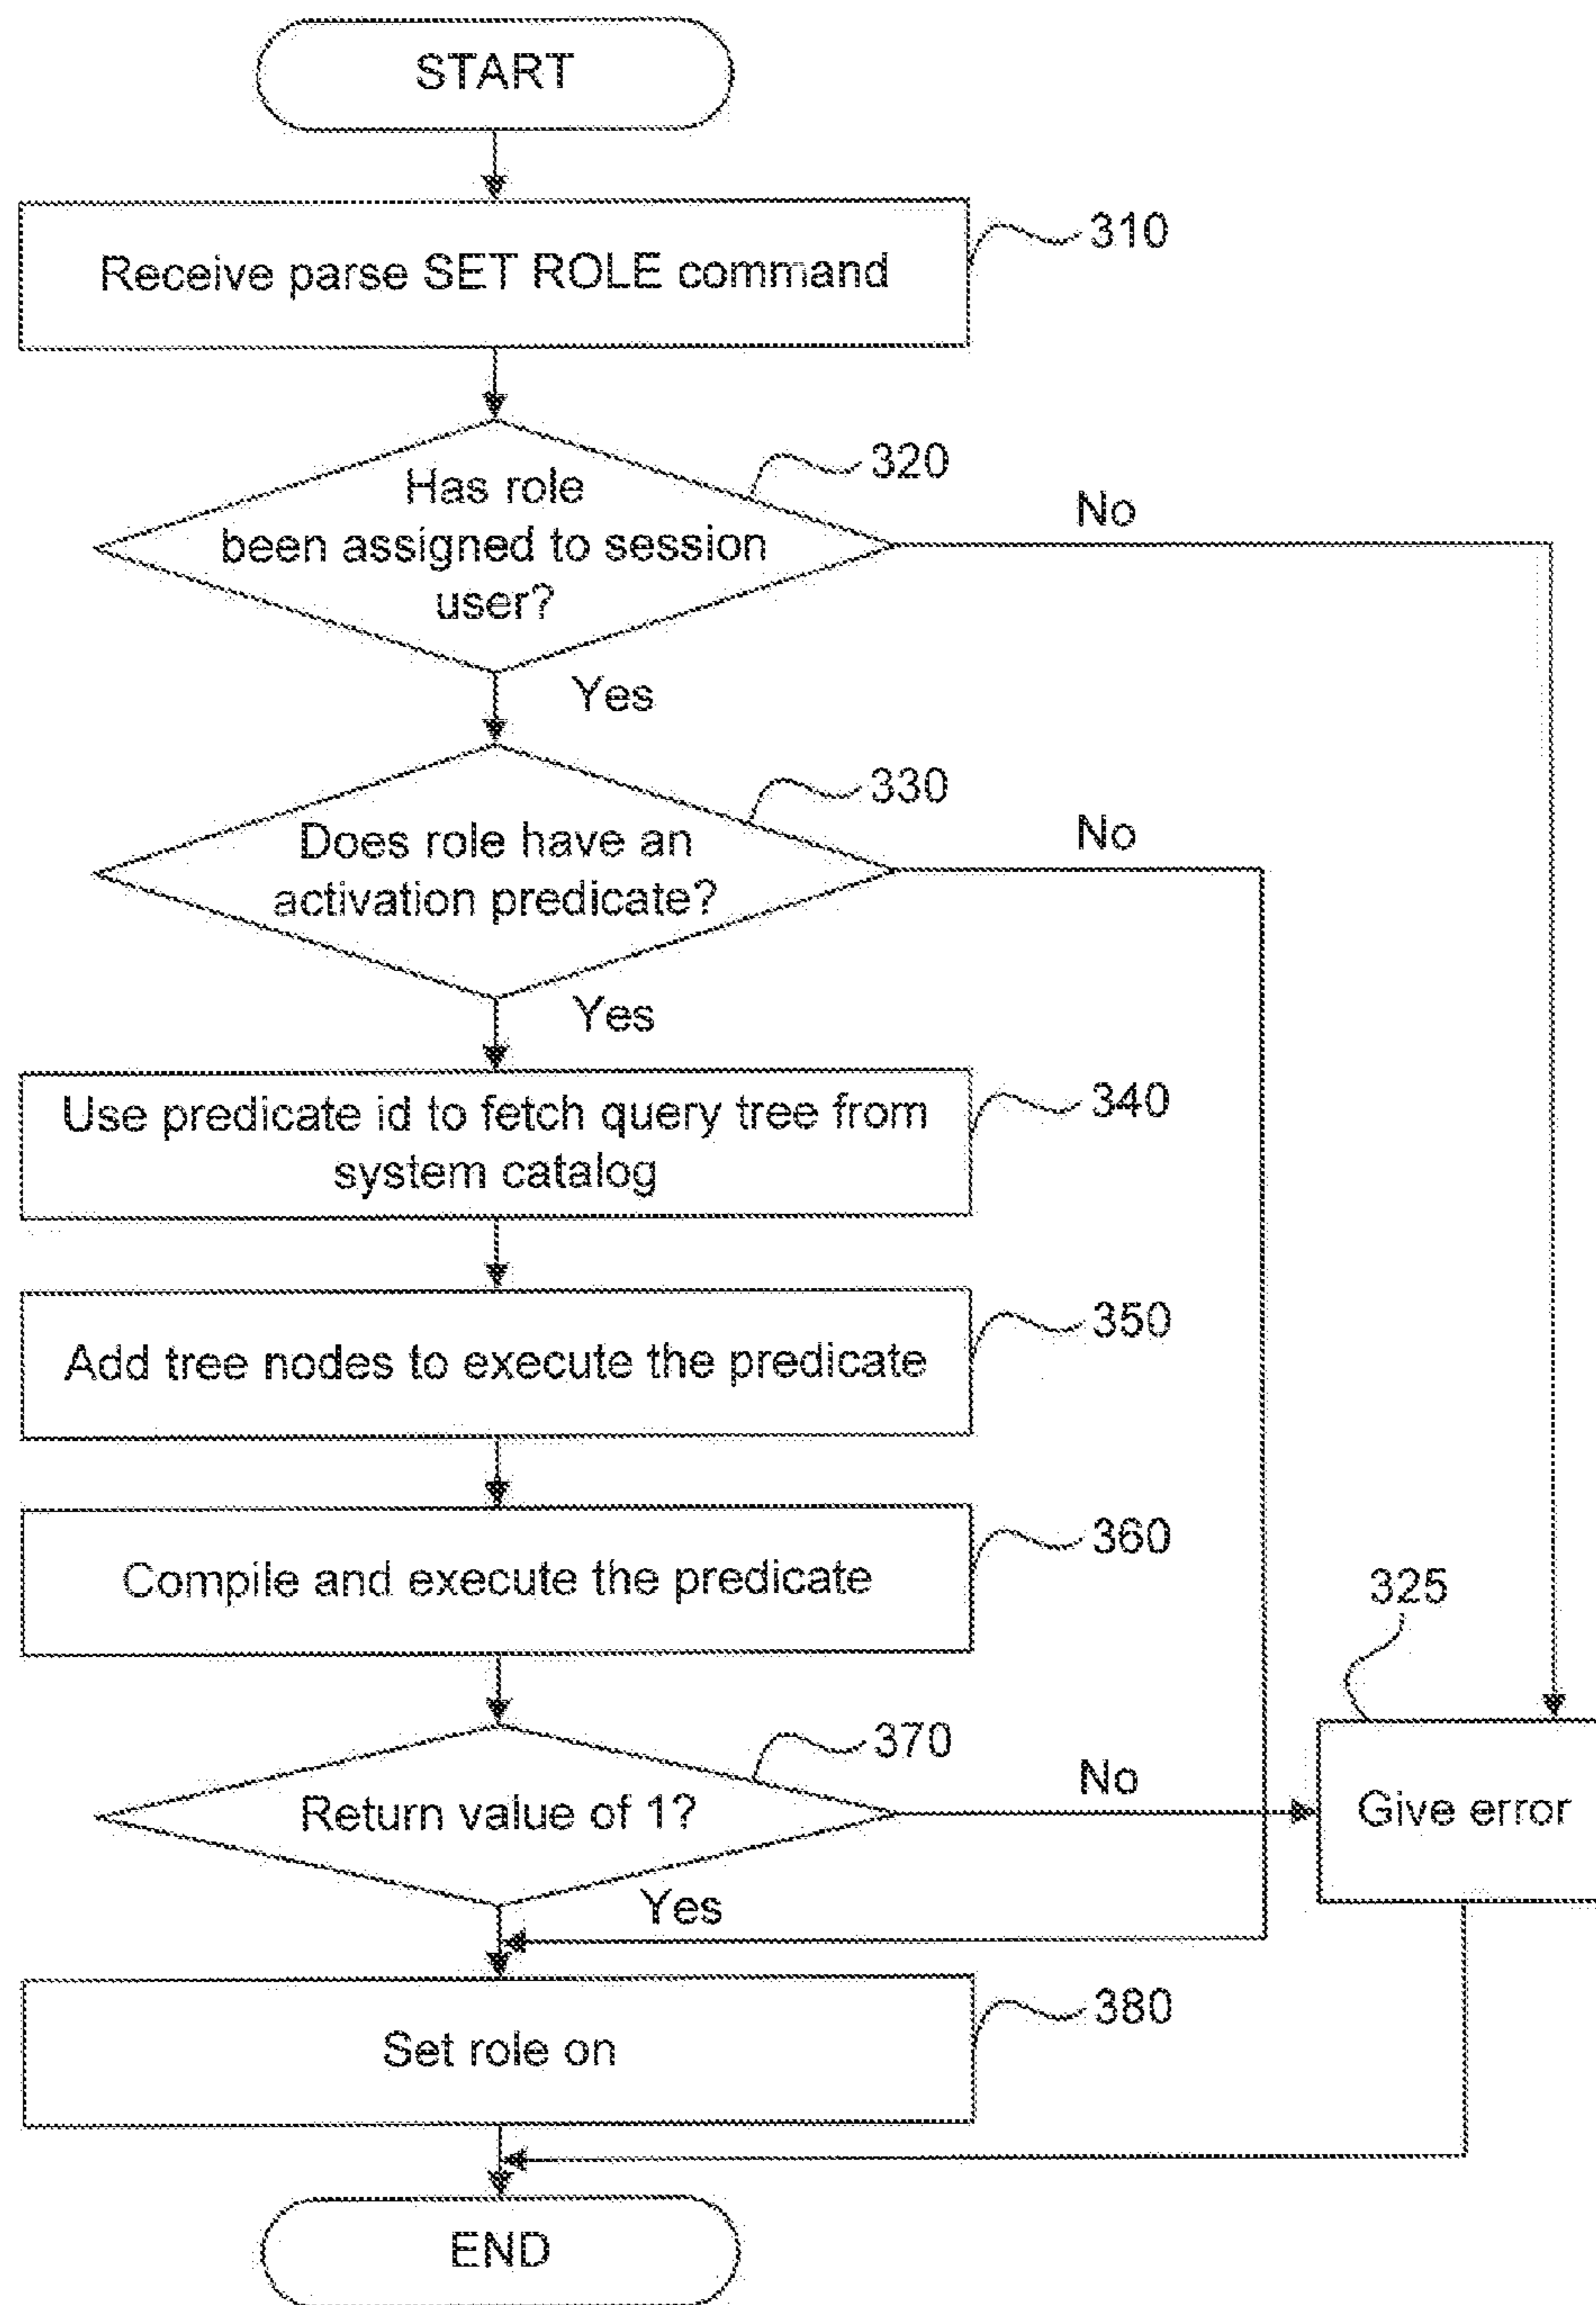 START
Receive parse SET ROLE command
310
Has role
been assigned to session
user?
320
No
Yes
Does role have an
activation predicate?
330
No
Yes
Use predicate id to fetch query tree from
system catalog
340
Add tree nodes to execute the predicate
350
Compile and execute the predicate
360
325
Return value of 1?
370
No
Give error
Yes
Set role on
380
END